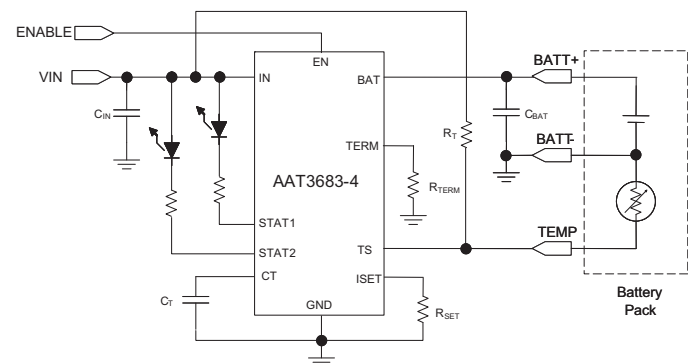 ENABLE
VIN
C_IN
EN
IN
BAT
TERM
AAT3683-4
STAT1
STAT2
TS
CT
ISET
GND
C_T
R_T
R_TERM
R_SET
C_BAT
BATT+
BATT-
TEMP
Battery
Pack